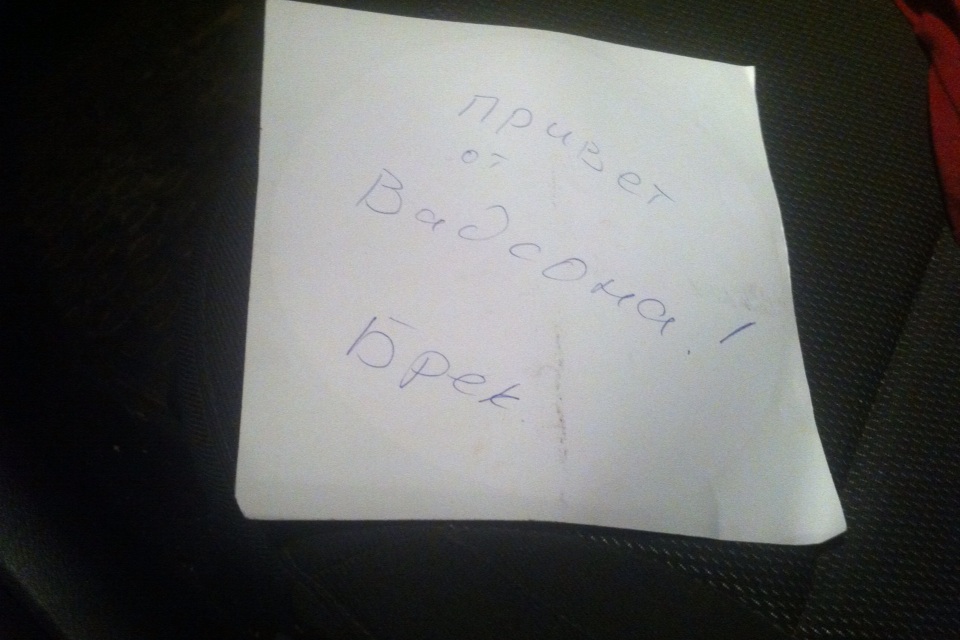 Привет
от
Вадсона!
Брек